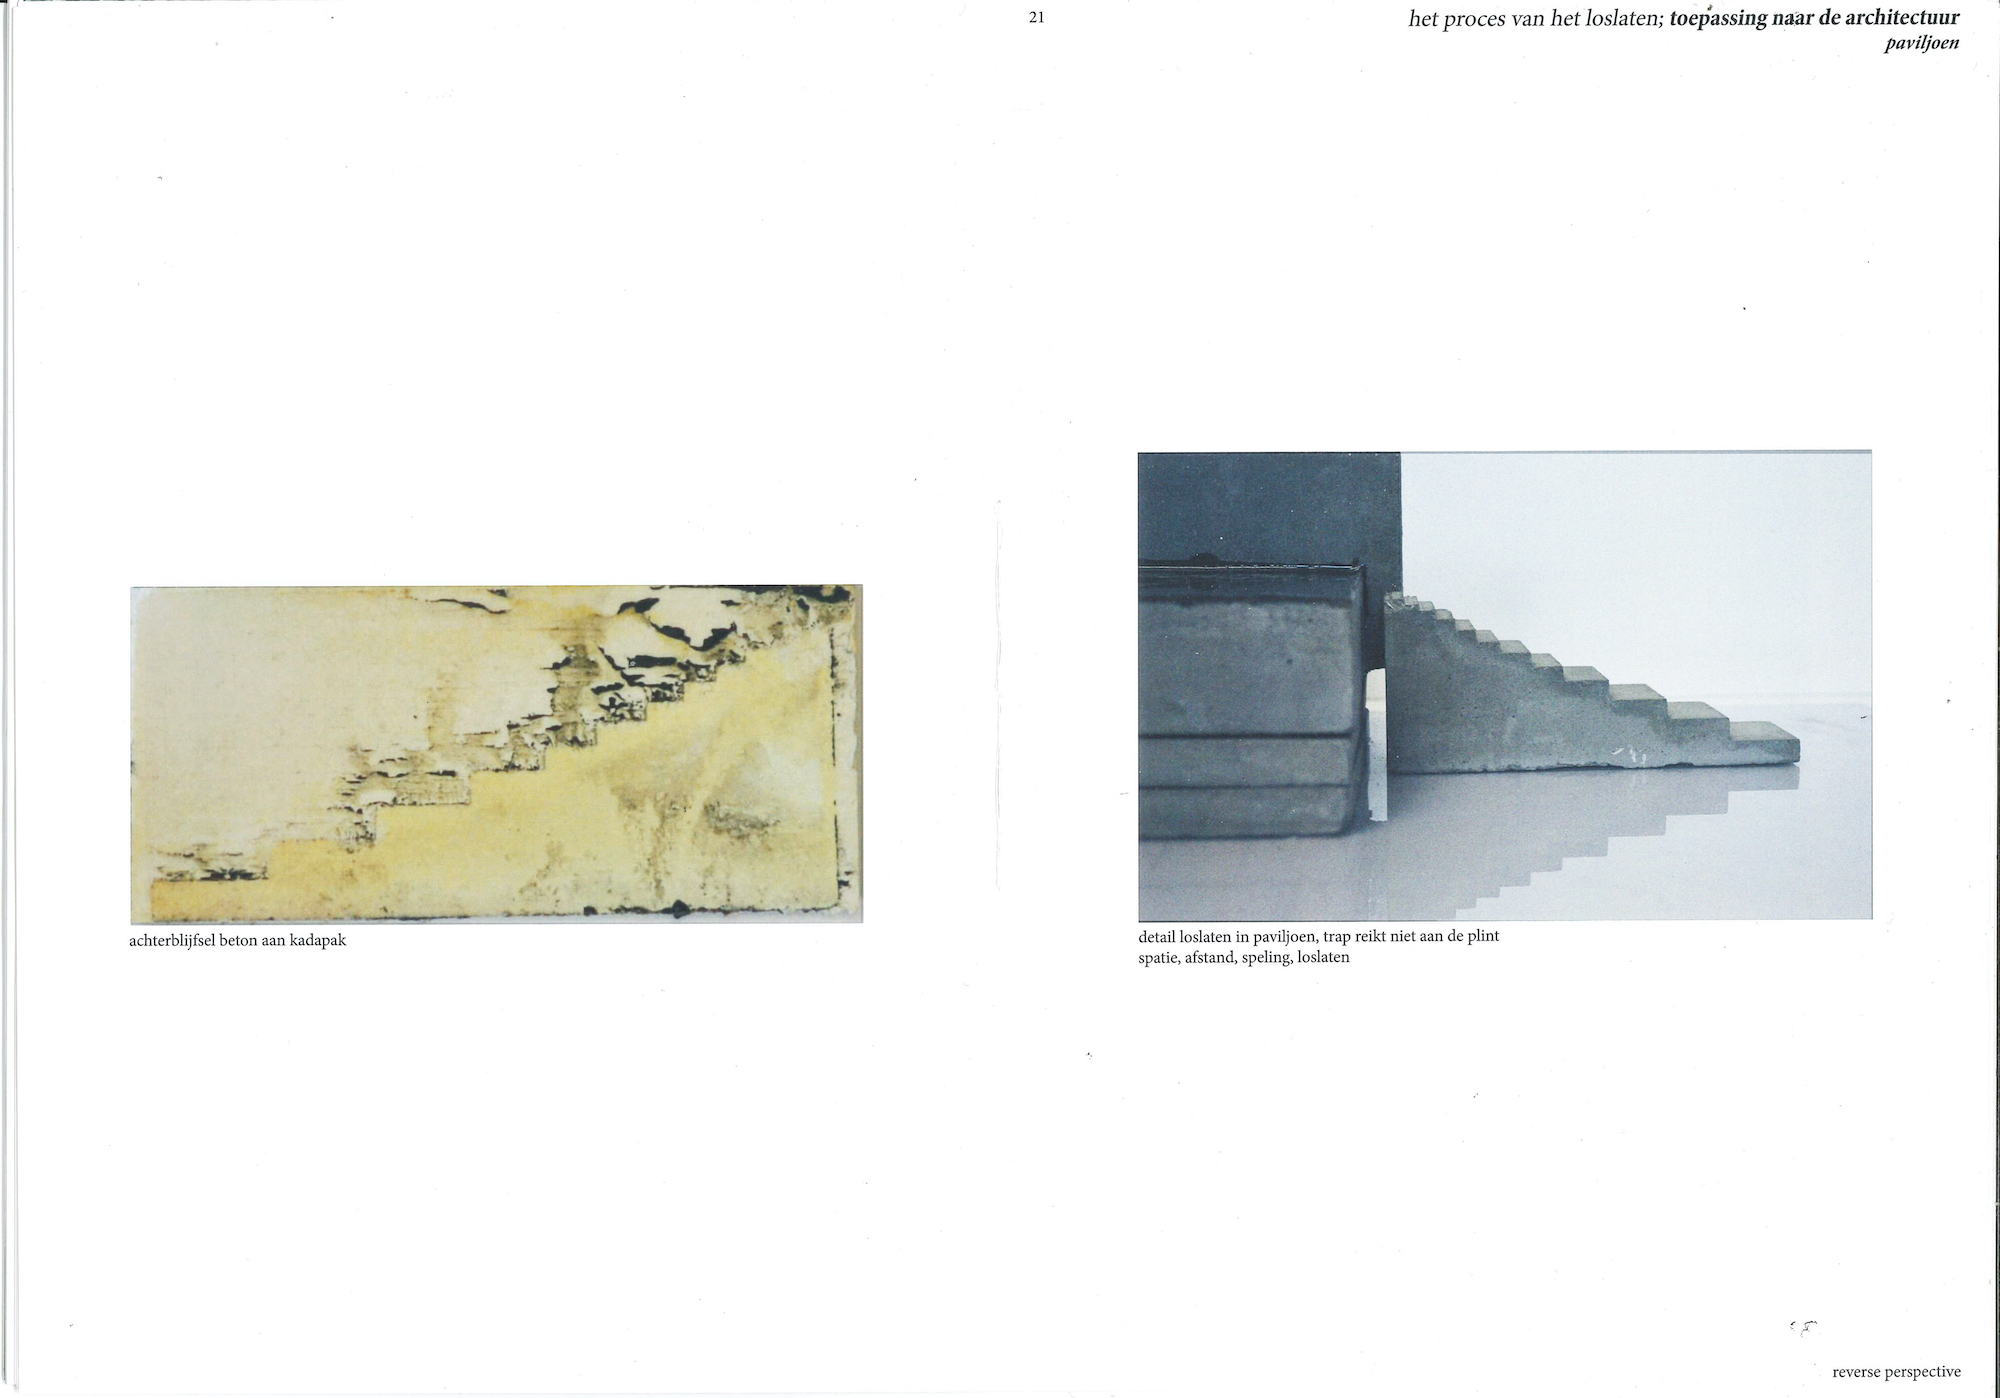 21
het proces van het loslaten; toepassing naar de architectuur
paviljoen
achterblijfsel beton aan kadapak
detail loslaten in paviljoen, trap reikt niet aan de plint
spatie, afstand, speling, loslaten
reverse perspective